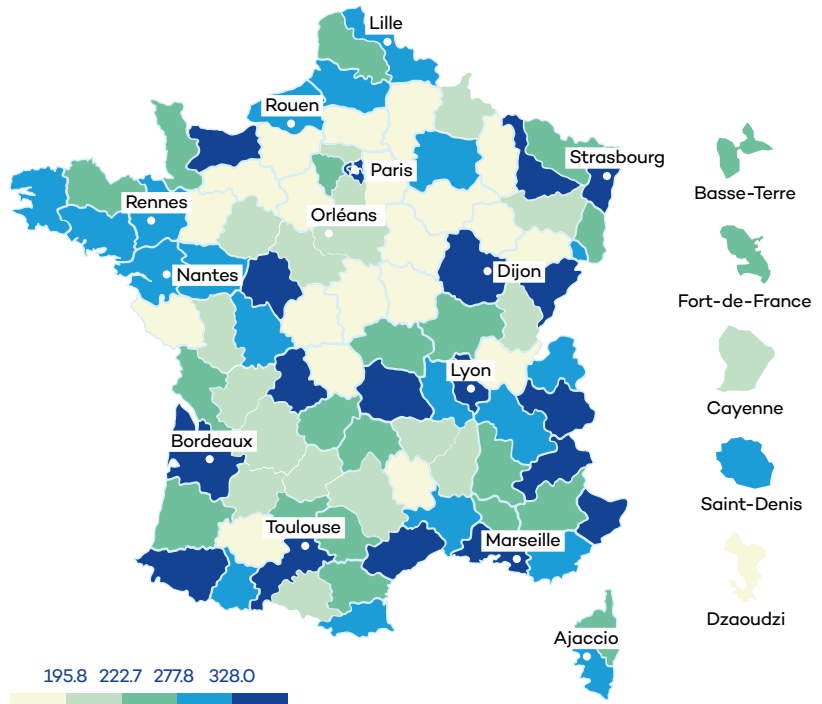 Lille
Rouen
Paris
Strasbourg
Rennes
Orléans
Nantes
Dijon
Lyon
Bordeaux
Toulouse
Marseille
Ajaccio
Basse-Terre
Fort-de-France
Cayenne
Saint-Denis
Dzaoudzi
195.8 222.7 277.8 328.0